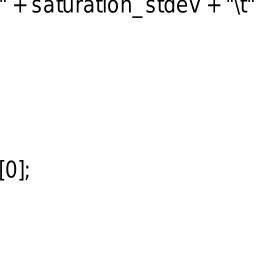 " + saturation_stdev + "\t"
[0];